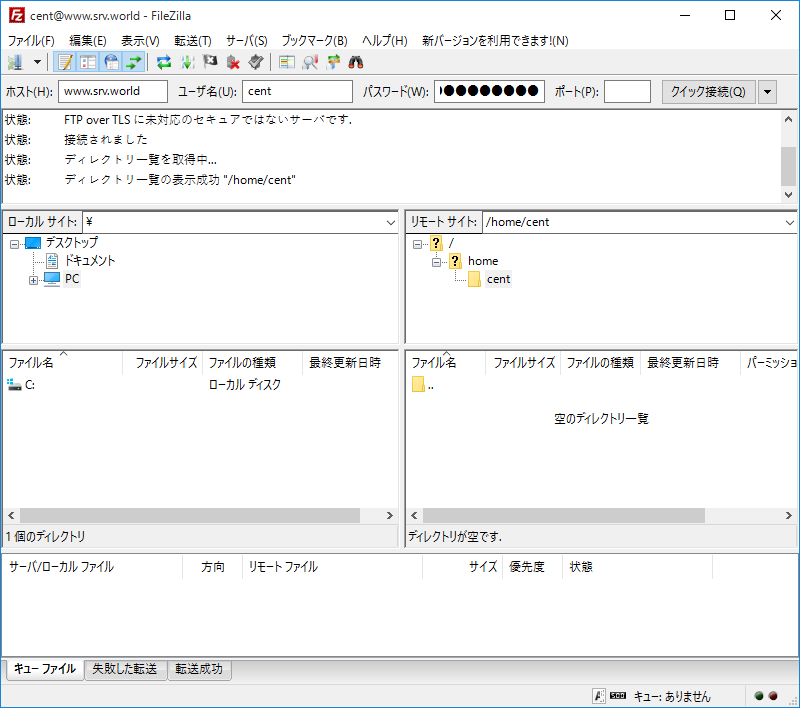 cent@www.srv.world - FileZilla
ファイル(F) 編集(E) 表示(V) 転送(T) サーバ(S) ブックマーク(B) ヘルプ(H) 新バージョンを利用できます!(N)
ホスト(H): www.srv.world ユーザ名(U): cent パスワード(W): ●●●●●●●● ポート(P): クイック接続(Q)
状態: FTP over TLS に未対応のセキュアではないサーバです.
状態: 接続されました
状態: ディレクトリ一覧を取得中...
状態: ディレクトリ一覧の表示成功 "/home/cent"
ローカル サイト: ¥
デスクトップ
ドキュメント
PC
リモート サイト: /home/cent
/
home
cent
ファイル名 ファイルサイズ ファイルの種類 最終更新日時
C: ローカル ディスク
1 個のディレクトリ
ファイル名 ファイルサイズ ファイルの種類 最終更新日時 パーミッショ
..
空のディレクトリ一覧
ディレクトリが空です.
サーバ/ローカル ファイル 方向 リモート ファイル サイズ 優先度 状態
キュー ファイル 失敗した転送 転送成功
キュー: ありません